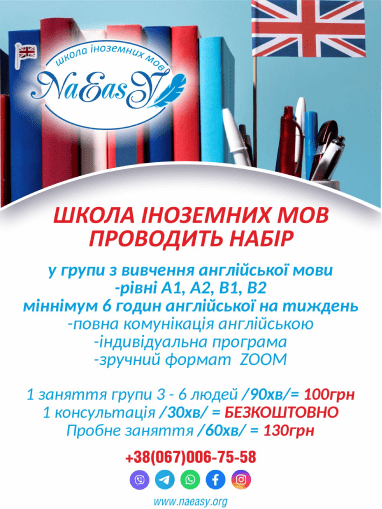 школа іноземних мов
NaEasY
ШКОЛА ІНОЗЕМНИХ МОВ
ПРОВОДИТЬ НАБІР
у групи з вивчення англійської мови
-рівні А1, А2, В1, В2
міннімум 6 годин англійської на тиждень
-повна комунікація англійською
-індивідуальна програма
-зручний формат ZOOM
1 заняття групи 3 - 6 людей /90хв/= 100грн
1 консультація /30хв/ = БЕЗКОШТОВНО
Пробне заняття /60хв/ = 130грн
+38(067)006-75-58
www.naeasy.org